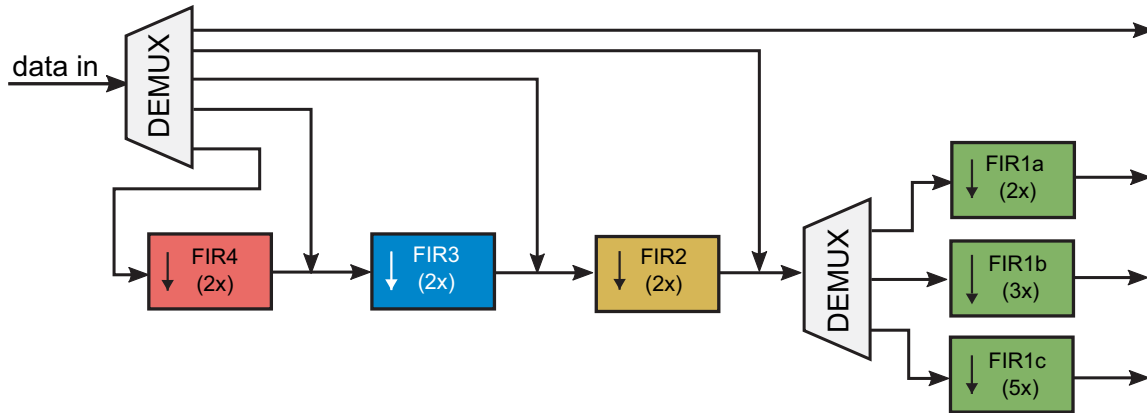 data in
DEMUX
FIR4
(2x)
FIR3
(2x)
FIR2
(2x)
DEMUX
FIR1a
(2x)
FIR1b
(3x)
FIR1c
(5x)